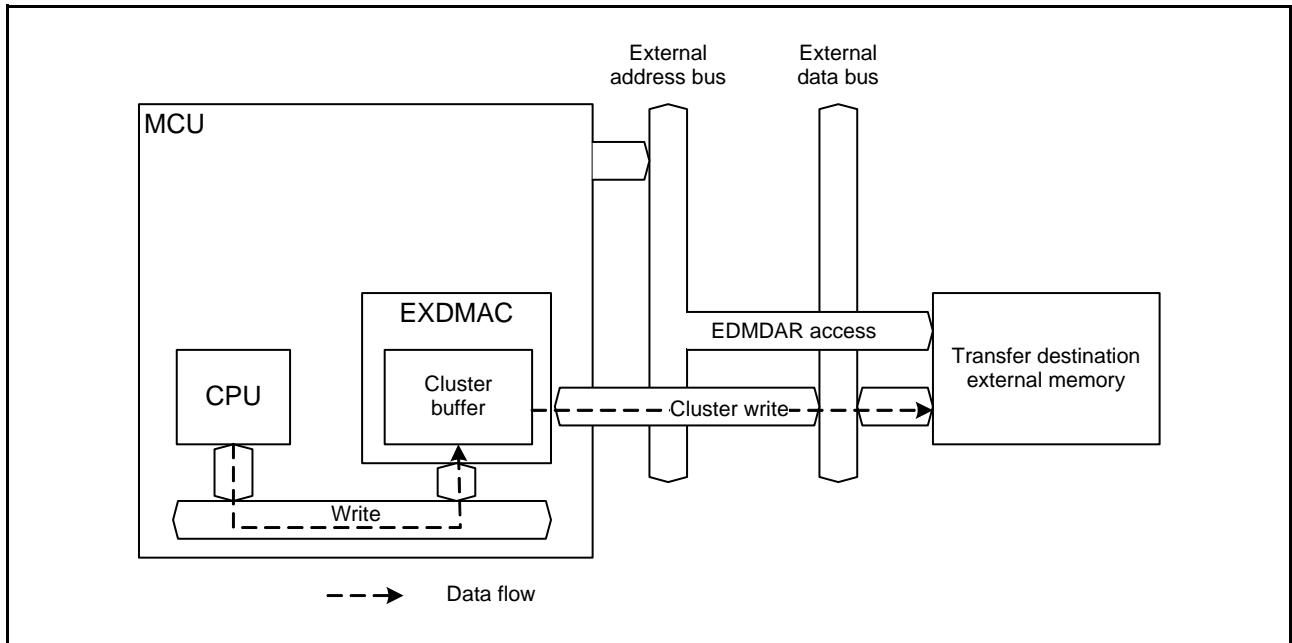 External
address bus
External
data bus
MCU
EXDMAC
EDMDAR access
Transfer destination
external memory
CPU
Cluster
buffer
Cluster write
Write
Data flow